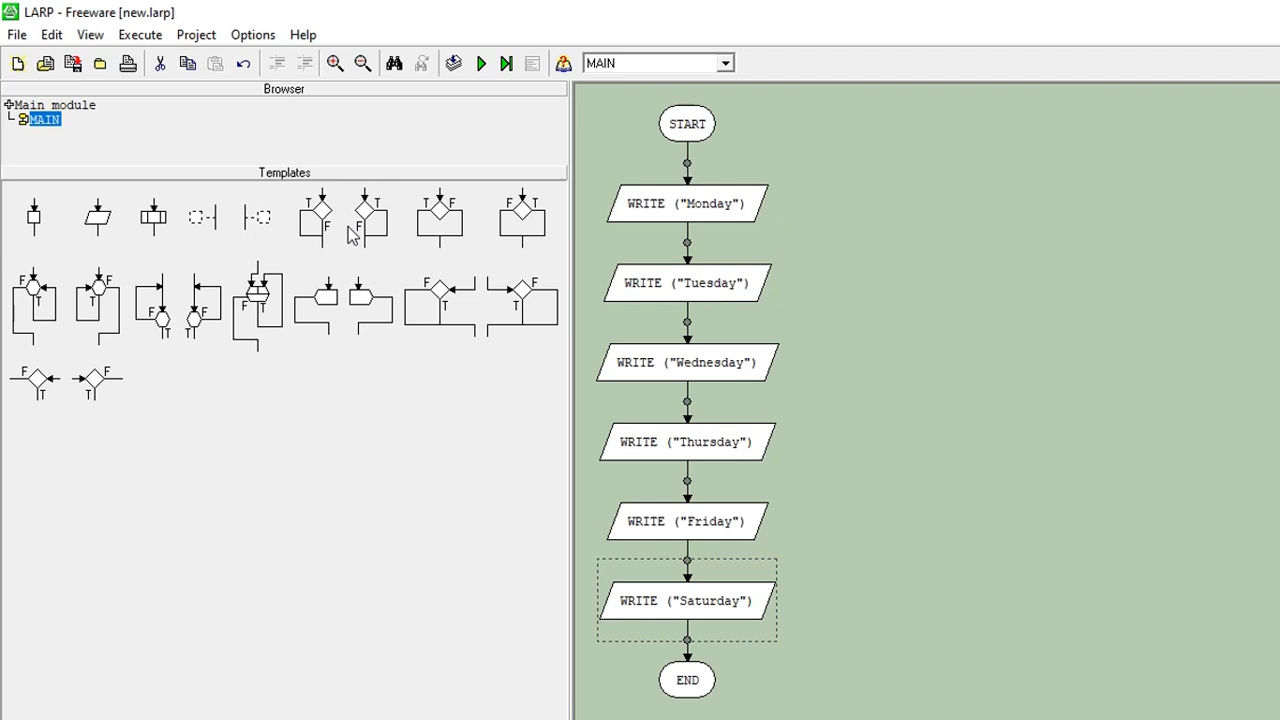 LARP - Freeware [new.larp]
File Edit View Execute Project Options Help
MAIN
Browser
Main module
MAIN
Templates
T F T F T F F T
F T F T F T F T F T F T F T
F T F T
START
WRITE ("Monday")
WRITE ("Tuesday")
WRITE ("Wednesday")
WRITE ("Thursday")
WRITE ("Friday")
WRITE ("Saturday")
END